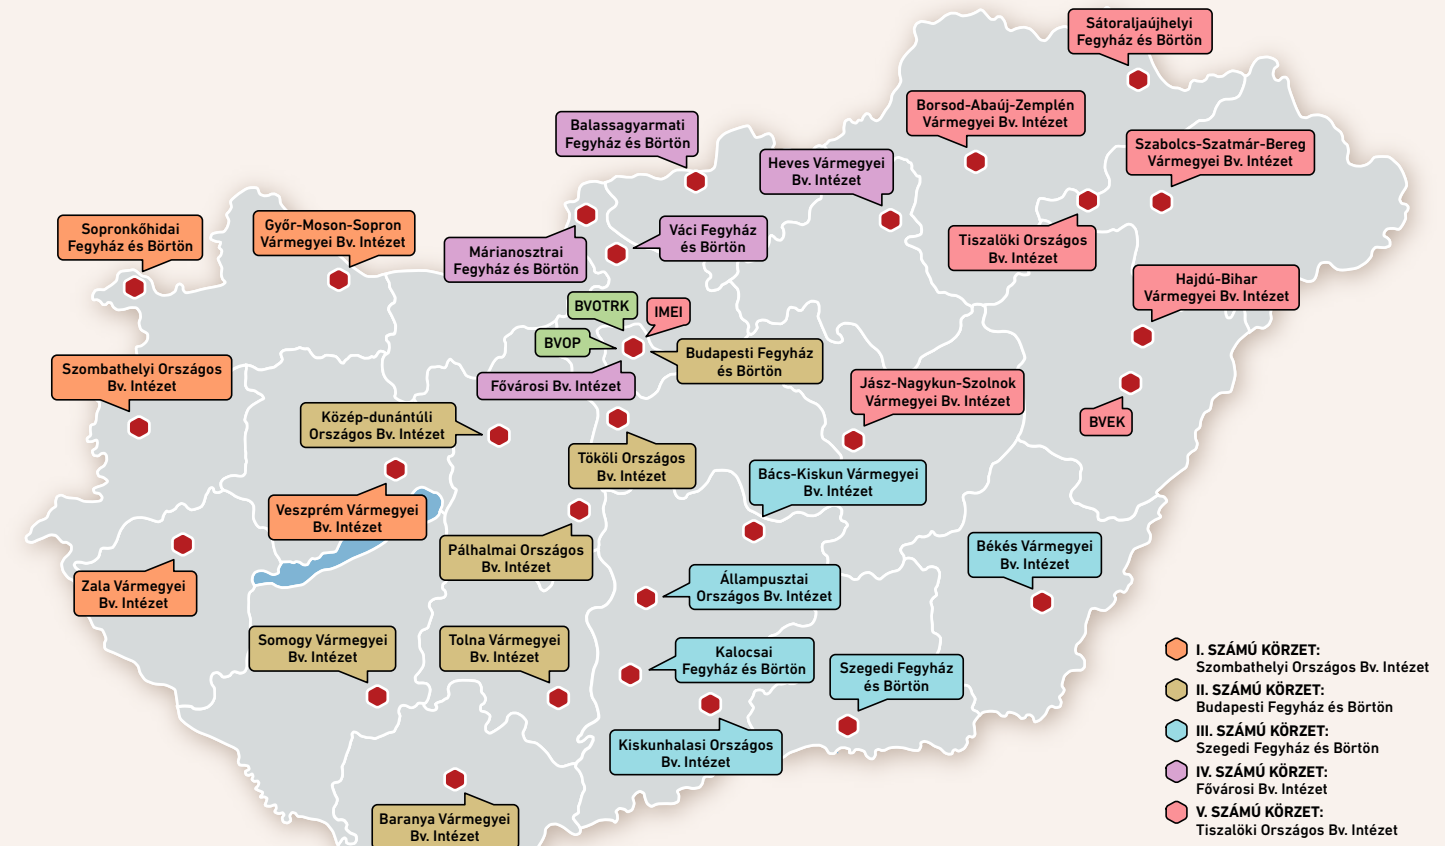 Sátoraljaújhelyi
Fegyház és Börtön
Borsod-Abaúj-Zemplén
Vármegyei Bv. Intézet
Balassagyarmati
Fegyház és Börtön
Szabolcs-Szatmár-Bereg
Vármegyei Bv. Intézet
Heves Vármegyei
Bv. Intézet
Sopronkőhidai
Fegyház és Börtön
Győr-Moson-Sopron
Vármegyei Bv. Intézet
Márianosztrai
Fegyház és Börtön
Váci Fegyház
és Börtön
Tiszalöki Országos
Bv. Intézet
Hajdú-Bihar
Vármegyei Bv. Intézet
BVOTRK
IMEI
BVOP
Budapesti Fegyház
és Börtön
Szombathelyi Országos
Bv. Intézet
Fővárosi Bv. Intézet
Jász-Nagykun-Szolnok
Vármegyei Bv. Intézet
Közép-dunántúli
Országos Bv. Intézet
BVEK
Tököli Országos
Bv. Intézet
Bács-Kiskun Vármegyei
Bv. Intézet
Veszprém Vármegyei
Bv. Intézet
Pálhalmai Országos
Bv. Intézet
Békés Vármegyei
Bv. Intézet
Zala Vármegyei
Bv. Intézet
Állampusztai
Országos Bv. Intézet
Somogy Vármegyei
Bv. Intézet
Tolna Vármegyei
Bv. Intézet
Kalocsai
Fegyház és Börtön
Szegedi Fegyház
és Börtön
Kiskunhalasi Országos
Bv. Intézet
Baranya Vármegyei
Bv. Intézet
I. SZÁMÚ KÖRZET:
Szombathelyi Országos Bv. Intézet
II. SZÁMÚ KÖRZET:
Budapesti Fegyház és Börtön
III. SZÁMÚ KÖRZET:
Szegedi Fegyház és Börtön
IV. SZÁMÚ KÖRZET:
Fővárosi Bv. Intézet
V. SZÁMÚ KÖRZET:
Tiszalöki Országos Bv. Intézet